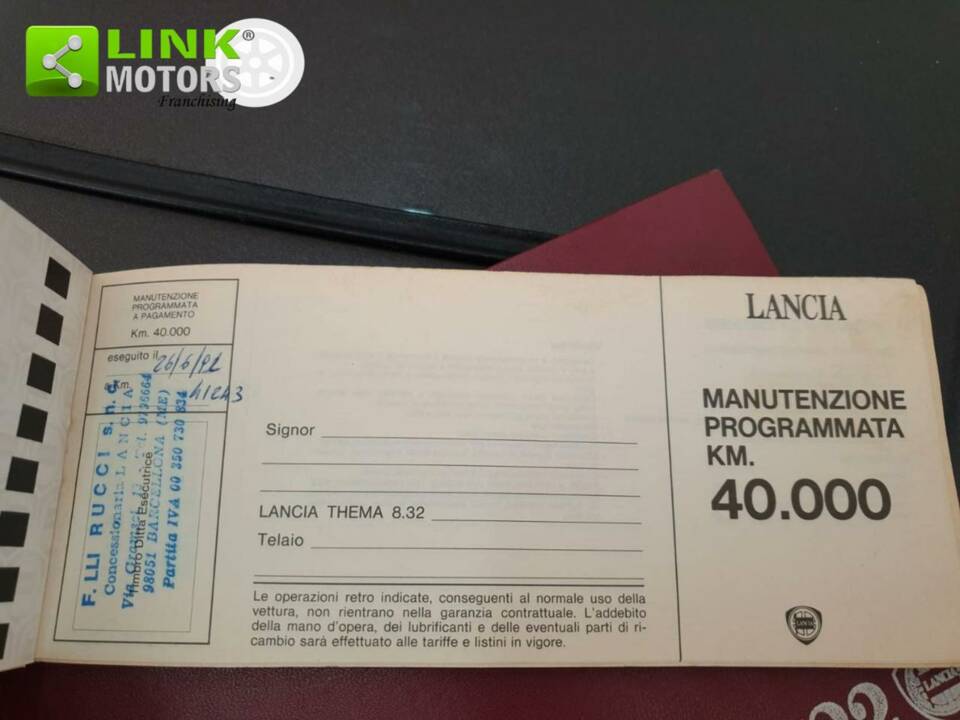 LINK®
MOTORS
Franchising
MANUTENZIONE
PROGRAMMATA
A PAGAMENTO
Km. 40.000
eseguito il 26/6/92
a Km. 41243
Timbro Ditta Esecutrice
F.LLI RUCCI s.n.c.
Concessionaria LANCIA
98051 BARCELLONA (ME)
Partita IVA 00 350 730 834
Signor
LANCIA THEMA 8.32
Telaio
Le operazioni retro indicate, conseguenti al normale uso della
vettura, non rientrano nella garanzia contrattuale. L'addebito
della mano d'opera, dei lubrificanti e delle eventuali parti di ri-
cambio sarà effettuato alle tariffe e listini in vigore.
LANCIA
MANUTENZIONE
PROGRAMMATA
KM.
40.000
LANCIA
LANCIA